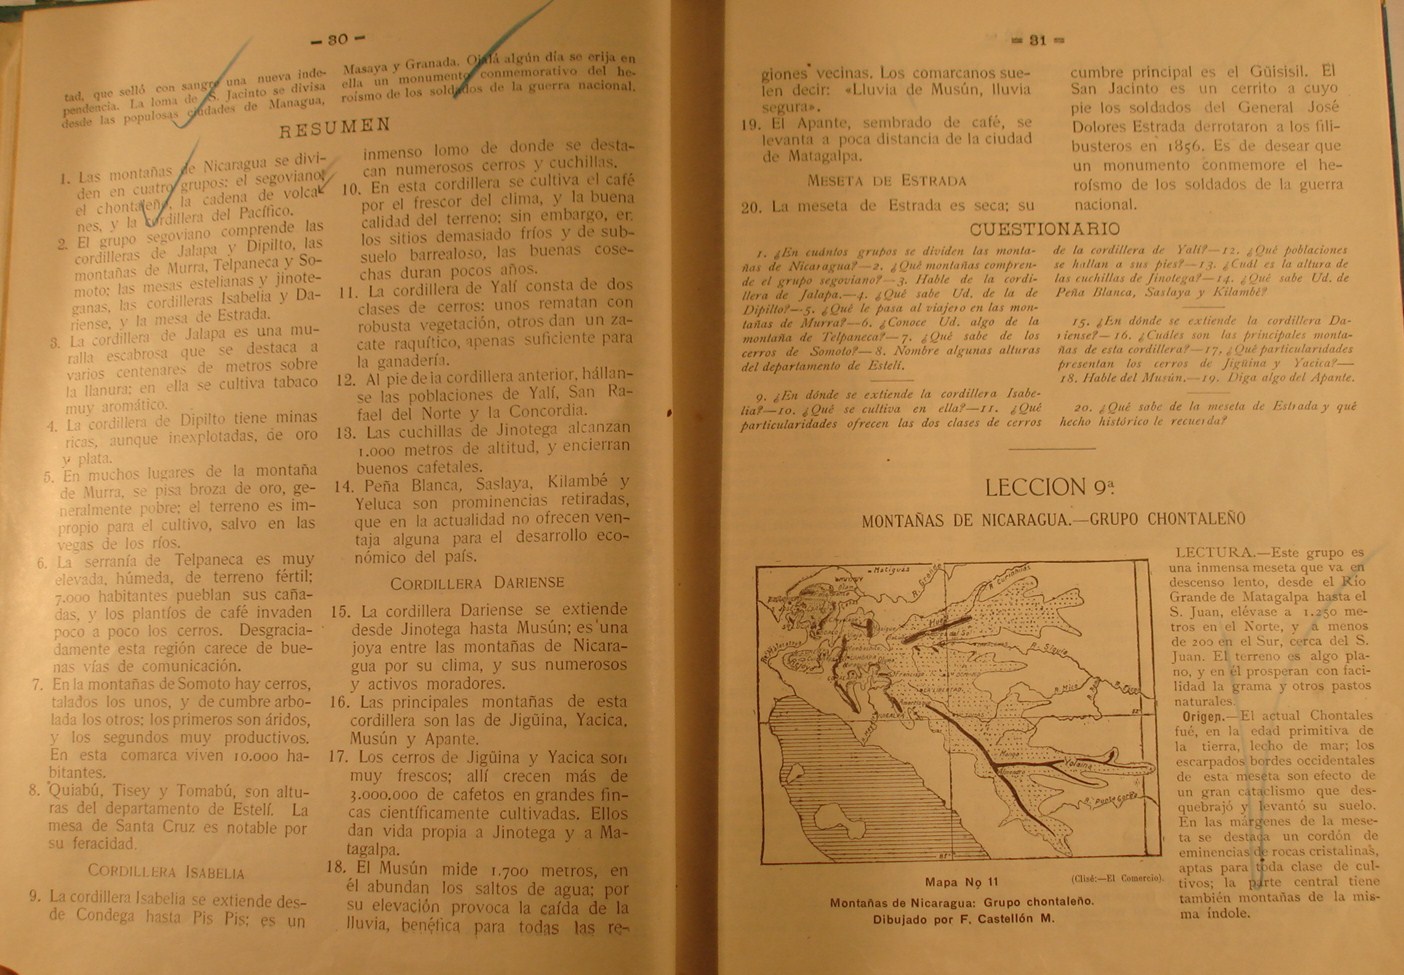 — 30 —
tad, que selló con sangre una nueva inde-
pendencia. La loma de S. Jacinto se divisa
desde las populosas ciudades de Managua,
Masaya y Granada. Ojalá algún día se erija en
ella un monumento conmemorativo del he-
roísmo de los soldados de la guerra nacional.
RESUMEN
1. Las montañas de Nicaragua se divi-
den en cuatro grupos: el segoviano,
el chontaleño, la cadena de volca-
nes, y la cordillera del Pacífico.
2. El grupo segoviano comprende las
cordilleras de Jalapa y Dipilto, las
montañas de Murra, Telpaneca y So-
moto; las mesas estelianas y jinote-
ganas, las cordilleras Isabelia y Da-
riense, y la mesa de Estrada.
3. La cordillera de Jalapa es una mu-
ralla escabrosa que se destaca a
varios centenares de metros sobre
la llanura; en ella se cultiva tabaco
muy aromático.
4. La cordillera de Dipilto tiene minas
ricas, aunque inexplotadas, de oro
y plata.
5. En muchos lugares de la montaña
de Murra, se pisa broza de oro, ge-
neralmente pobre; el terreno es im-
propio para el cultivo, salvo en las
vegas de los ríos.
6. La serranía de Telpaneca es muy
elevada, húmeda, de terreno fértil;
7.000 habitantes pueblan sus caña-
das, y los plantíos de café invaden
poco a poco los cerros. Desgracia-
damente esta región carece de bue-
nas vías de comunicación.
7. En la montañas de Somoto hay cerros,
talados los unos, y de cumbre arbo-
lada los otros; los primeros son áridos,
y los segundos muy productivos.
En esta comarca viven 10.000 ha-
bitantes.
8. Quiabú, Tisey y Tomabú, son altu-
ras del departamento de Estelí. La
mesa de Santa Cruz es notable por
su feracidad.
CORDILLERA ISABELIA
9. La cordillera Isabelia se extiende des-
de Condega hasta Pis Pis; es un
inmenso lomo de donde se desta-
can numerosos cerros y cuchillas.
10. En esta cordillera se cultiva el café
por el frescor del clima, y la buena
calidad del terreno; sin embargo, en
los sitios demasiado fríos y de sub-
suelo barrealoso, las buenas cose-
chas duran pocos años.
11. La cordillera de Yalí consta de dos
clases de cerros: unos rematan con
robusta vegetación, otros dan un za-
cate raquítico, apenas suficiente para
la ganadería.
12. Al pie de la cordillera anterior, hállan-
se las poblaciones de Yalí, San Ra-
fael del Norte y la Concordia.
13. Las cuchillas de Jinotega alcanzan
1.000 metros de altitud, y encierran
buenos cafetales.
14. Peña Blanca, Saslaya, Kilambé y
Yeluca son prominencias retiradas,
que en la actualidad no ofrecen ven-
taja alguna para el desarrollo eco-
nómico del país.
CORDILLERA DARIENSE
15. La cordillera Dariense se extiende
desde Jinotega hasta Musún; es una
joya entre las montañas de Nicara-
gua por su clima, y sus numerosos
y activos moradores.
16. Las principales montañas de esta
cordillera son las de Jigüina, Yacica,
Musún y Apante.
17. Los cerros de Jigüina y Yacica son
muy frescos; allí crecen más de
3.000.000 de cafetos en grandes fin-
cas científicamente cultivadas. Ellos
dan vida propia a Jinotega y a Ma-
tagalpa.
18. El Musún mide 1.700 metros, en
él abundan los saltos de agua; por
su elevación provoca la caída de la
lluvia, benéfica para todas las re-
— 31 —
giones vecinas. Los comarcanos sue-
len decir: «Lluvia de Musún, lluvia
segura».
19. El Apante, sembrado de café, se
levanta a poca distancia de la ciudad
de Matagalpa.
MESETA DE ESTRADA
20. La meseta de Estrada es seca; su
cumbre principal es el Güisisil. El
San Jacinto es un cerrito a cuyo
pie los soldados del General José
Dolores Estrada derrotaron a los fili-
busteros en 1856. Es de desear que
un monumento conmemore el he-
roísmo de los soldados de la guerra
nacional.
CUESTIONARIO
1. ¿En cuántos grupos se dividen las monta-
ñas de Nicaragua?—2. ¿Qué montañas compren-
de el grupo segoviano?—3. Hable de la cordi-
llera de Jalapa.—4. ¿Qué sabe Ud. de la de
Dipilto?—5. ¿Qué le pasa al viajero en las mon-
tañas de Murra?—6. ¿Conoce Ud. algo de la
montaña de Telpaneca?—7. ¿Qué sabe de los
cerros de Somoto?—8. Nombre algunas alturas
del departamento de Estelí.
9. ¿En dónde se extiende la cordillera Isabe-
lia?—10. ¿Qué se cultiva en ella?—11. ¿Qué
particularidades ofrecen las dos clases de cerros
de la cordillera de Yalí?—12. ¿Qué poblaciones
se hallan a sus pies?—13. ¿Cuál es la altura de
las cuchillas de Jinotega?—14. ¿Qué sabe Ud. de
Peña Blanca, Saslaya y Kilambé?
15. ¿En dónde se extiende la cordillera Da-
riense?—16. ¿Cuáles son las principales monta-
ñas de esta cordillera?—17. ¿Qué particularidades
presentan los cerros de Jigüina y Yacica?—
18. Hable del Musún.—19. Diga algo del Apante.
20. ¿Qué sabe de la meseta de Estrada y qué
hecho histórico le recuerda?
LECCION 9ª.
MONTAÑAS DE NICARAGUA.—GRUPO CHONTALEÑO
Matiguas
R. Grande
R. Curinuas
R. Siquia
R. Mico
Yolaina
Punta Gorda
Mapa Nº 11
(Clisé:—El Comercio).
Montañas de Nicaragua: Grupo chontaleño.
Dibujado por F. Castellón M.
LECTURA.—Este grupo es
una inmensa meseta que va en
descenso lento, desde el Río
Grande de Matagalpa hasta el
S. Juan, elévase a 1.250 me-
tros en el Norte, y a menos
de 200 en el Sur, cerca del S.
Juan. El terreno es algo pla-
no, y en él prosperan con faci-
lidad la grama y otros pastos
naturales.
Origen.—El actual Chontales
fué, en la edad primitiva de
la tierra, lecho de mar; los
escarpados bordes occidentales
de esta meseta son efecto de
un gran cataclismo que des-
quebrajó y levantó su suelo.
En las márgenes de la mese-
ta se destaca un cordón de
eminencias de rocas cristalinas,
aptas para toda clase de cul-
tivos; la parte central tiene
también montañas de la mis-
ma índole.